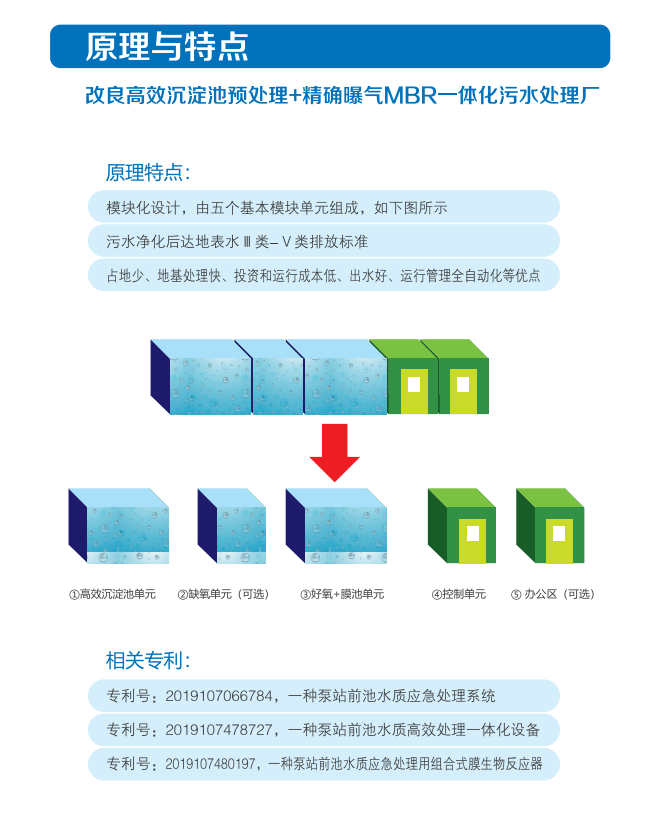 原理与特点
改良高效沉淀池预处理+精确曝气MBR一体化污水处理厂
原理特点：
模块化设计，由五个基本模块单元组成，如下图所示
污水净化后达地表水Ⅲ类–Ⅴ类排放标准
占地少、地基处理快、投资和运行成本低、出水好、运行管理全自动化等优点
①高效沉淀池单元 ②缺氧单元（可选） ③好氧+膜池单元 ④控制单元 ⑤ 办公区（可选）
相关专利：
专利号：2019107066784，一种泵站前池水质应急处理系统
专利号：2019107478727，一种泵站前池水质高效处理一体化设备
专利号：2019107480197，一种泵站前池水质应急处理用组合式膜生物反应器